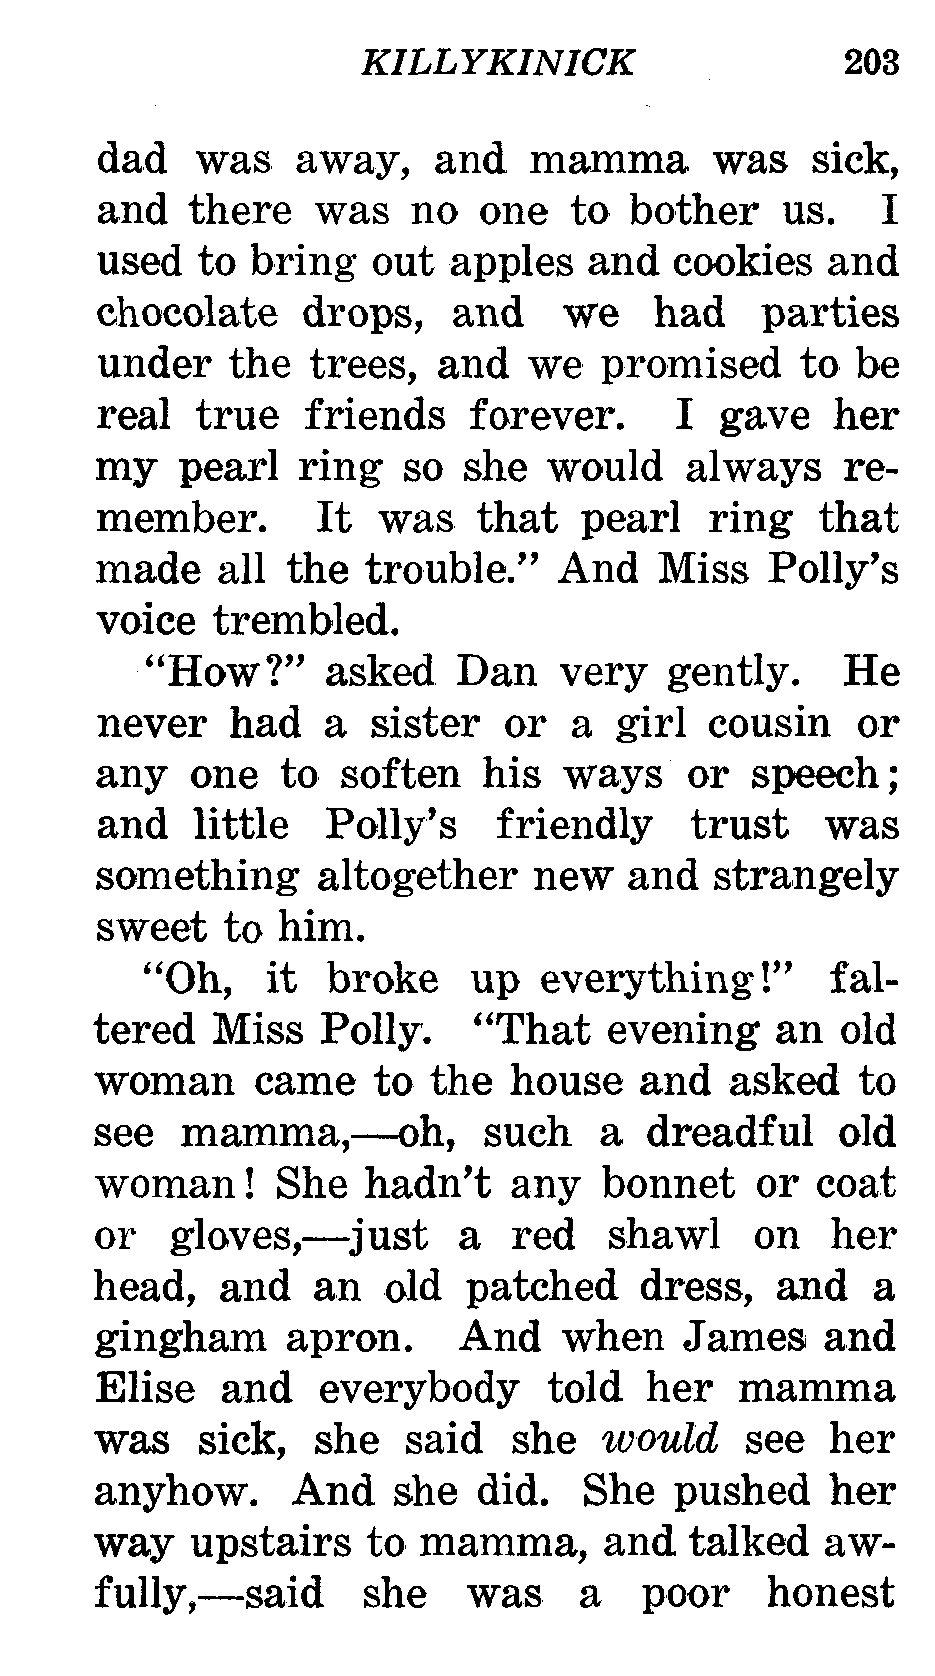 KILLYKINICK 203
dad was away, and mamma was sick,
and there was no one to bother us. I
used to bring out apples and cookies and
chocolate drops, and we had parties
under the trees, and we promised to be
real true friends forever. I gave her
my pearl ring so she would always re-
member. It was that pearl ring that
made all the trouble.” And Miss Polly’s
voice trembled.
“How?” asked Dan very gently. He
never had a sister or a girl cousin or
any one to soften his ways or speech;
and little Polly’s friendly trust was
something altogether new and strangely
sweet to him.
“Oh, it broke up everything!” fal-
tered Miss Polly. “That evening an old
woman came to the house and asked to
see mamma,—oh, such a dreadful old
woman! She hadn’t any bonnet or coat
or gloves,—just a red shawl on her
head, and an old patched dress, and a
gingham apron. And when James and
Elise and everybody told her mamma
was sick, she said she would see her
anyhow. And she did. She pushed her
way upstairs to mamma, and talked aw-
fully,—said she was a poor honest